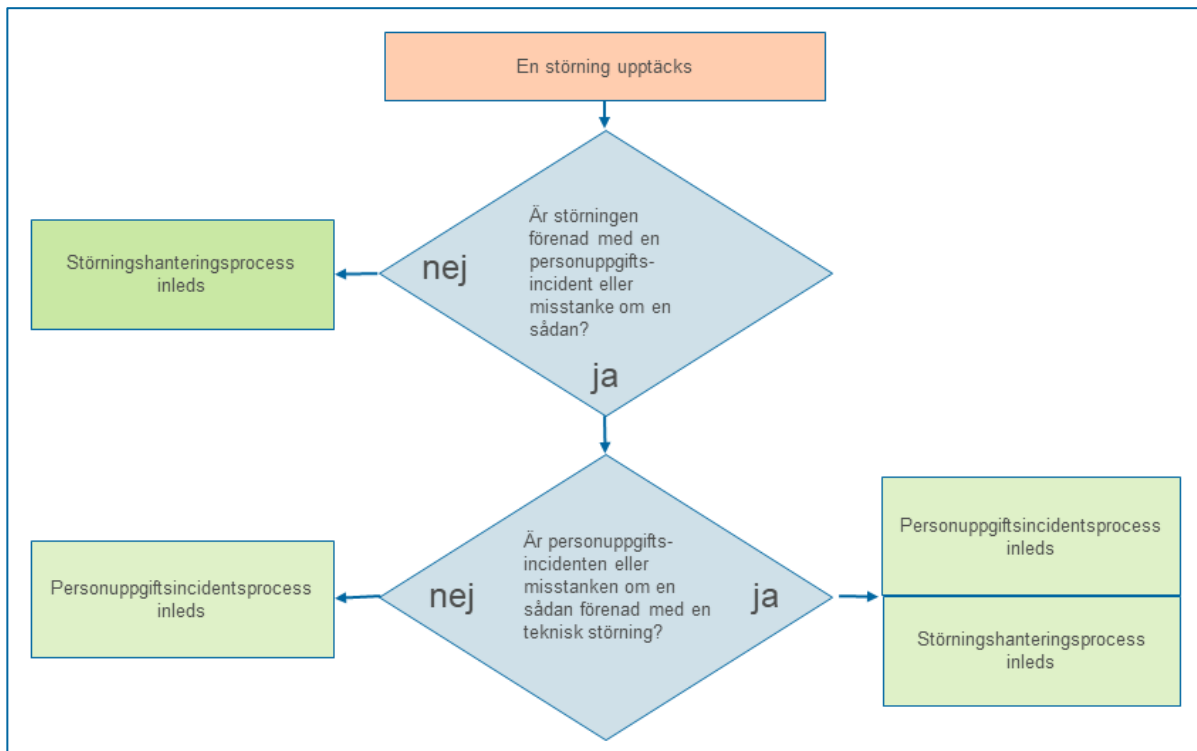 En störning upptäcks
Är störningen
förenad med en
personuppgifts-
incident eller
misstanke om en
sådan?
nej
Störningshanteringsprocess
inleds
ja
Är personuppgifts-
incidenten eller
misstanken om en
sådan förenad med en
teknisk störning?
nej
Personuppgiftsincidentsprocess
inleds
ja
Personuppgiftsincidentsprocess
inleds
Störningshanteringsprocess
inleds